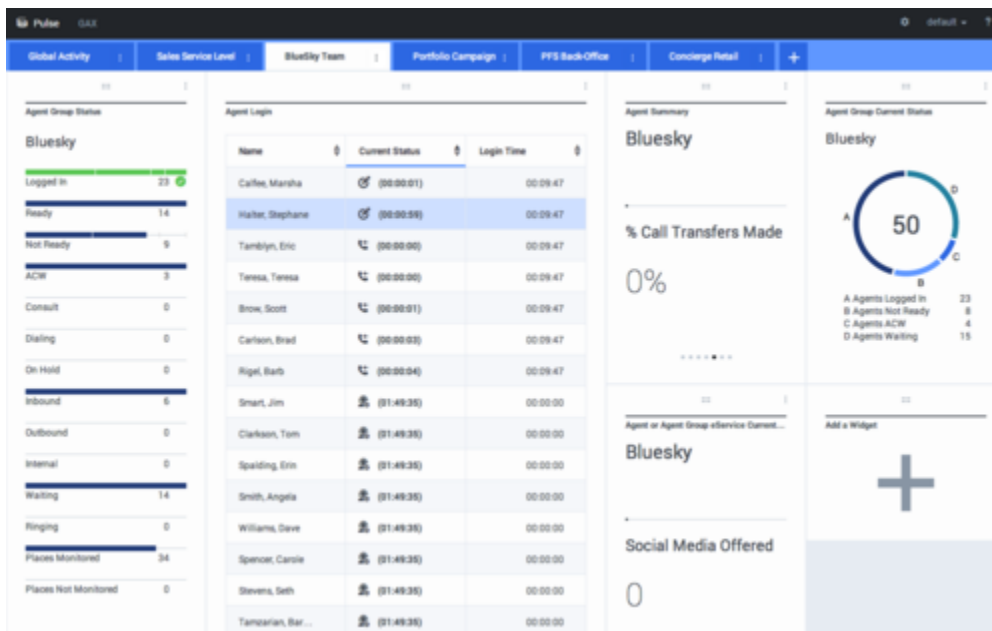 Pulse GAX default ?
Global Activity Sales Service Level BlueSky Team Portfolio Campaign PFS Back-Office Concierge Retail +
Agent Group Status
Bluesky
Logged In 23
Ready 14
Not Ready 9
ACW 3
Consult 0
Dialing 0
On Hold 0
Inbound 6
Outbound 0
Internal 0
Waiting 14
Ringing 0
Places Monitored 34
Places Not Monitored 0
Agent Login
Name Current Status Login Time
Calfee, Marsha (00:00:01) 00:09:47
Halter, Stephane (00:00:59) 00:09:47
Tamblyn, Eric (00:00:00) 00:09:47
Teresa, Teresa (00:00:00) 00:09:47
Brow, Scott (00:00:01) 00:09:47
Carlson, Brad (00:00:03) 00:09:47
Rigel, Barb (00:00:04) 00:09:47
Smart, Jim (01:49:35) 00:00:00
Clarkson, Tom (01:49:35) 00:00:00
Spalding, Erin (01:49:35) 00:00:00
Smith, Angela (01:49:35) 00:00:00
Williams, Dave (01:49:35) 00:00:00
Spencer, Carole (01:49:35) 00:00:00
Stevens, Seth (01:49:35) 00:00:00
Tamzarian, Bar... (01:49:35) 00:00:00
Agent Summary
Bluesky
% Call Transfers Made
0%
Agent Group Current Status
Bluesky
A
D
50
C
B
A Agents Logged In 23
B Agents Not Ready 8
C Agents ACW 4
D Agents Waiting 15
Agent or Agent Group eService Current...
Bluesky
Social Media Offered
0
Add a Widget